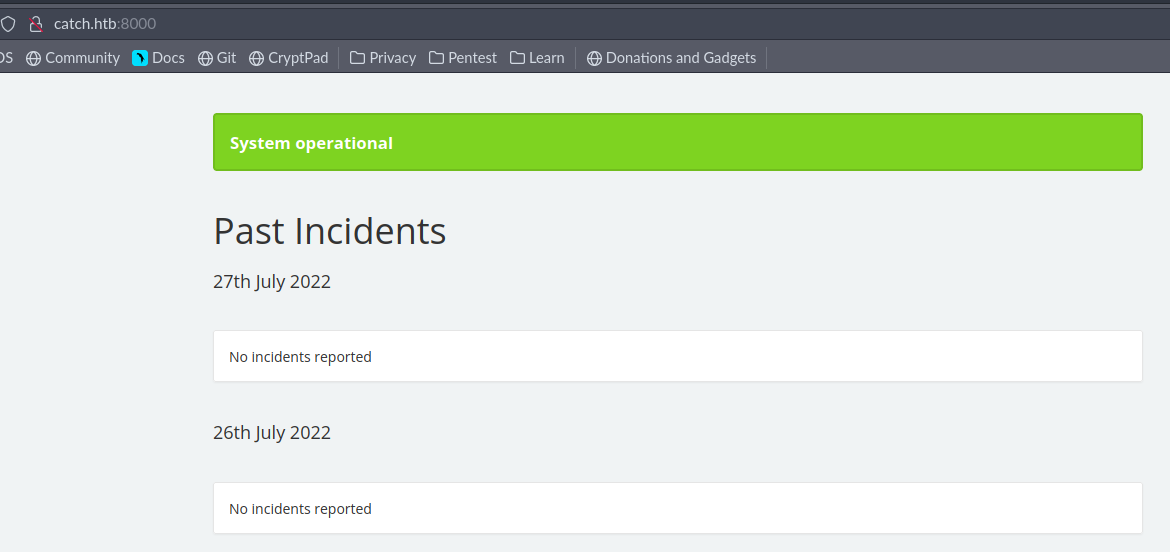 catch.htb:8000
OS Community Docs Git CryptPad Privacy Pentest Learn Donations and Gadgets
System operational
Past Incidents
27th July 2022
No incidents reported
26th July 2022
No incidents reported